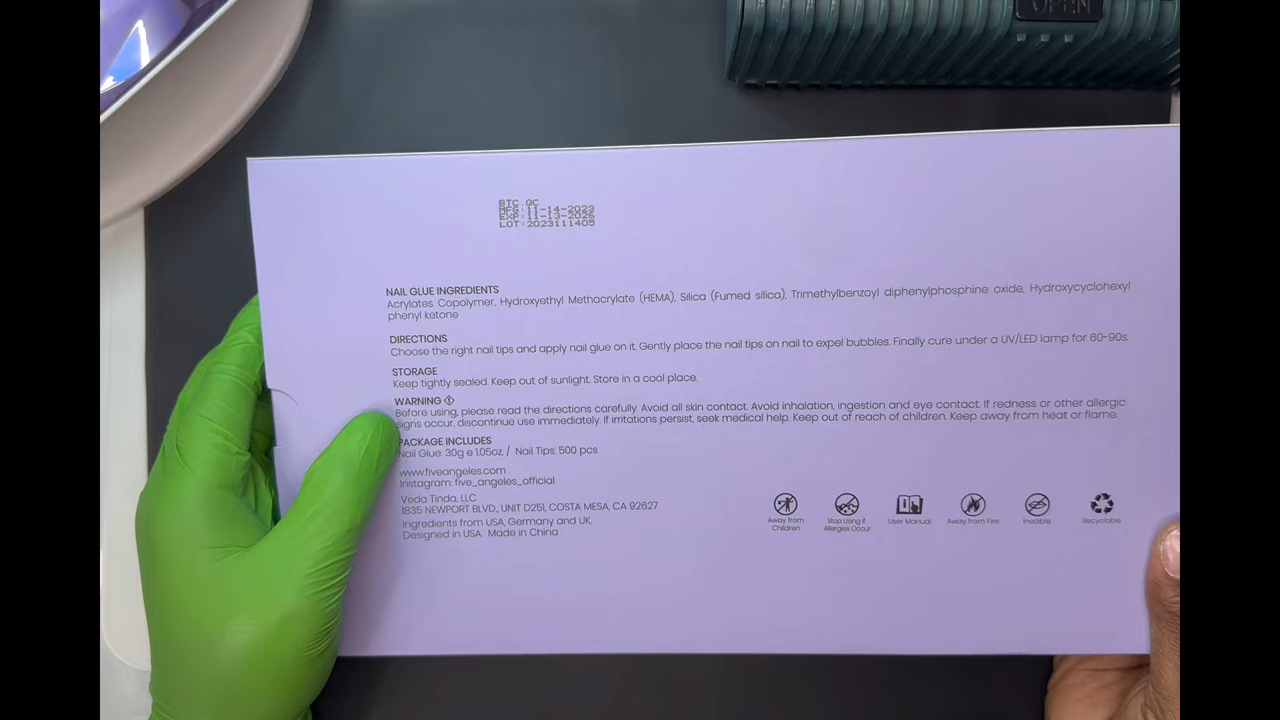 OPEN
BTC:QC
MFG:11-14-2023
EXP:11-13-2026
LOT:2023111405
NAIL GLUE INGREDIENTS
Acrylates Copolymer, Hydroxyethyl Methacrylate (HEMA), Silica (Fumed silica), Trimethylbenzoyl diphenylphosphine oxide, Hydroxycyclohexyl
phenyl ketone
DIRECTIONS
Choose the right nail tips and apply nail glue on it. Gently place the nail tips on nail to expel bubbles. Finally cure under a UV/LED lamp for 60-90s.
STORAGE
Keep tightly sealed. Keep out of sunlight. Store in a cool place.
WARNING
Before using, please read the directions carefully. Avoid all skin contact. Avoid inhalation, ingestion and eye contact. If redness or other allergic
signs occur, discontinue use immediately. If irritations persist, seek medical help. Keep out of reach of children. Keep away from heat or flame.
PACKAGE INCLUDES
Nail Glue: 30g e 1.05oz. / Nail Tips: 500 pcs
www.fiveangeles.com
Instagram: five_angeles_official
Veda Tinda, LLC
1835 NEWPORT BLVD., UNIT D251, COSTA MESA, CA 92627
Ingredients from USA, Germany and UK.
Designed in USA. Made in China
Away from
Children
Stop Using if
Allergies Occur
User Manual
Away from Fire
Inedible
Recyclable